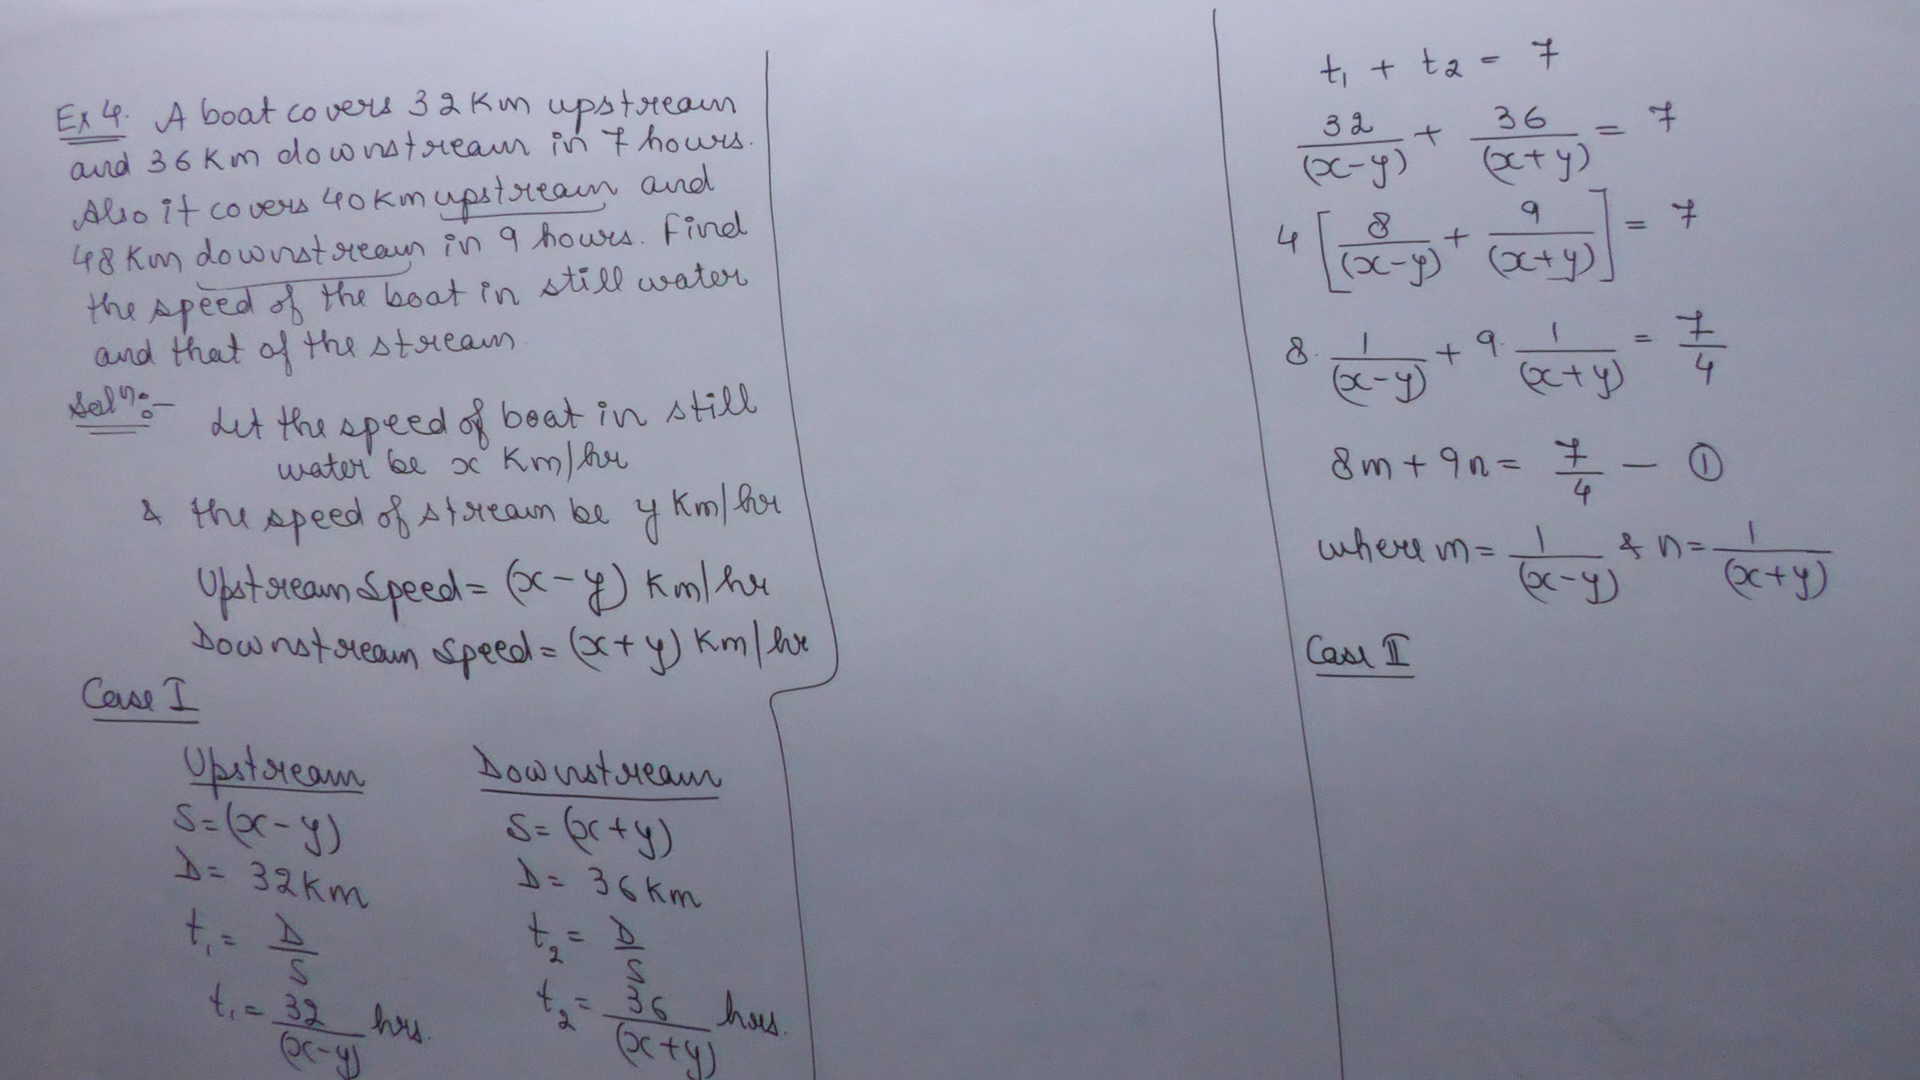 Ex 4. A boat covers 32 Km upstream
and 36 Km downstream in 7 hours.
Also it covers 40 Km upstream and
48 Km downstream in 9 hours. Find
the speed of the boat in still water
and that of the stream.
Solⁿ:-
Let the speed of boat in still
water be x Km/hr
& the speed of stream be y Km/hr
Upstream Speed = (x-y) Km/hr
Downstream Speed = (x+y) Km/hr
Case I
Upstream
S = (x-y)
D = 32 Km
t₁ = D/S
t₁ = 32/(x-y) hrs.
Downstream
S = (x+y)
D = 36 Km
t₂ = D/S
t₂ = 36/(x+y) hrs.
t₁ + t₂ = 7
32/(x-y) + 36/(x+y) = 7
4 [8/(x-y) + 9/(x+y)] = 7
8. 1/(x-y) + 9. 1/(x+y) = 7/4
8m + 9n = 7/4 — ①
where m = 1/(x-y) & n = 1/(x+y)
Case II